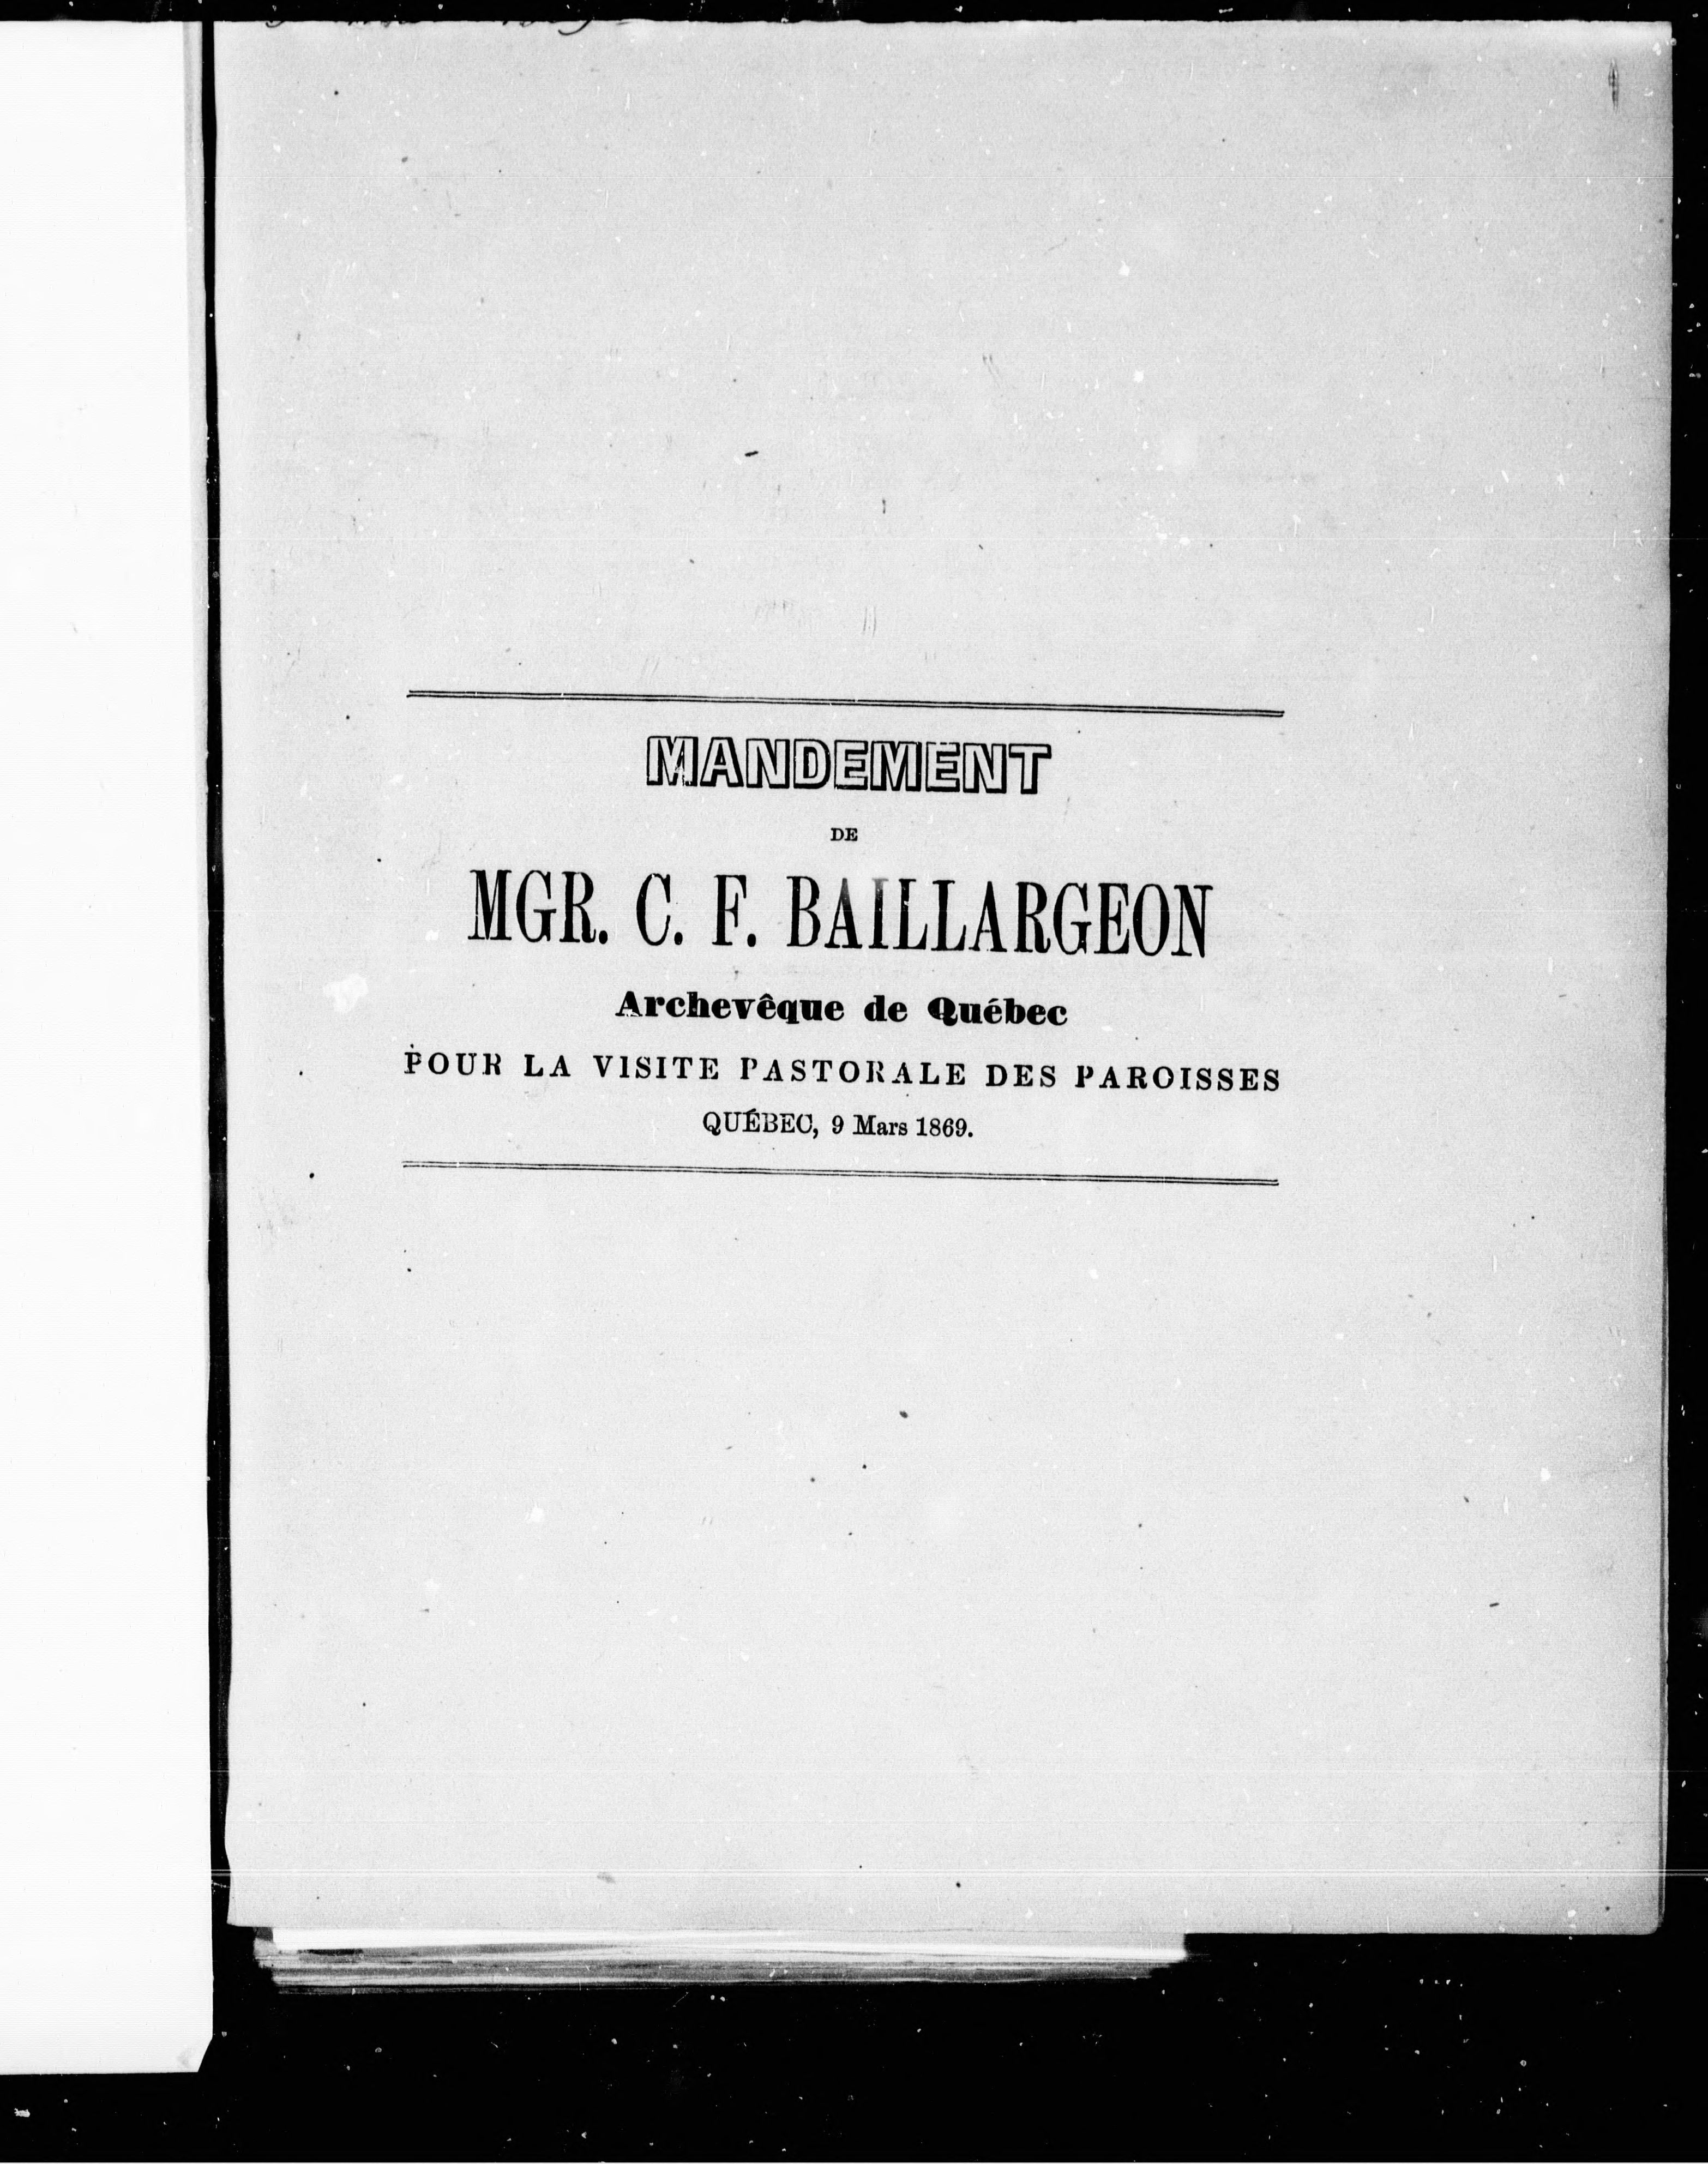 MANDEMENT
DE
MGR. C. F. BAILLARGEON
Archevêque de Québec
POUR LA VISITE PASTORALE DES PAROISSES
QUÉBEC, 9 Mars 1869.